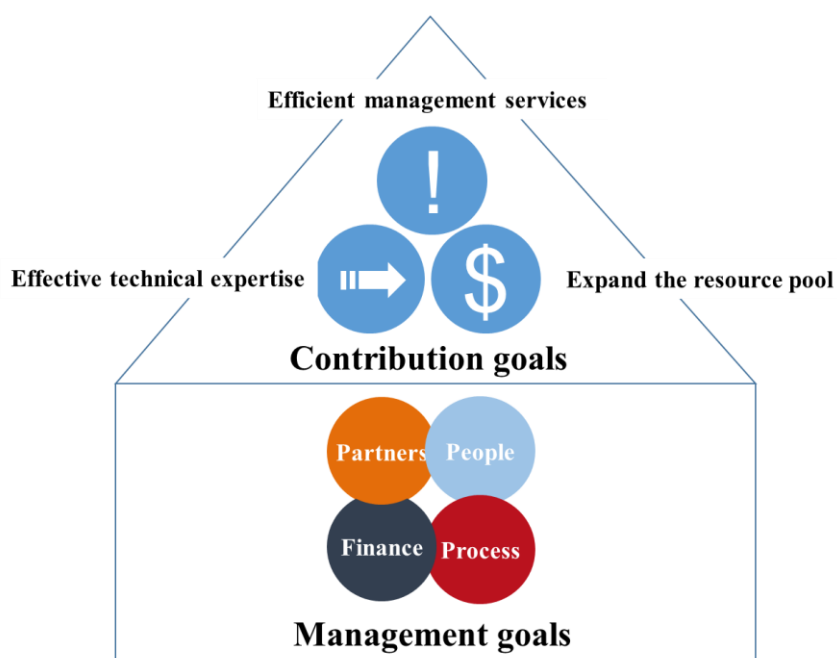 Efficient management services
!
$
Effective technical expertise
Expand the resource pool
Contribution goals
Partners
People
Finance
Process
Management goals